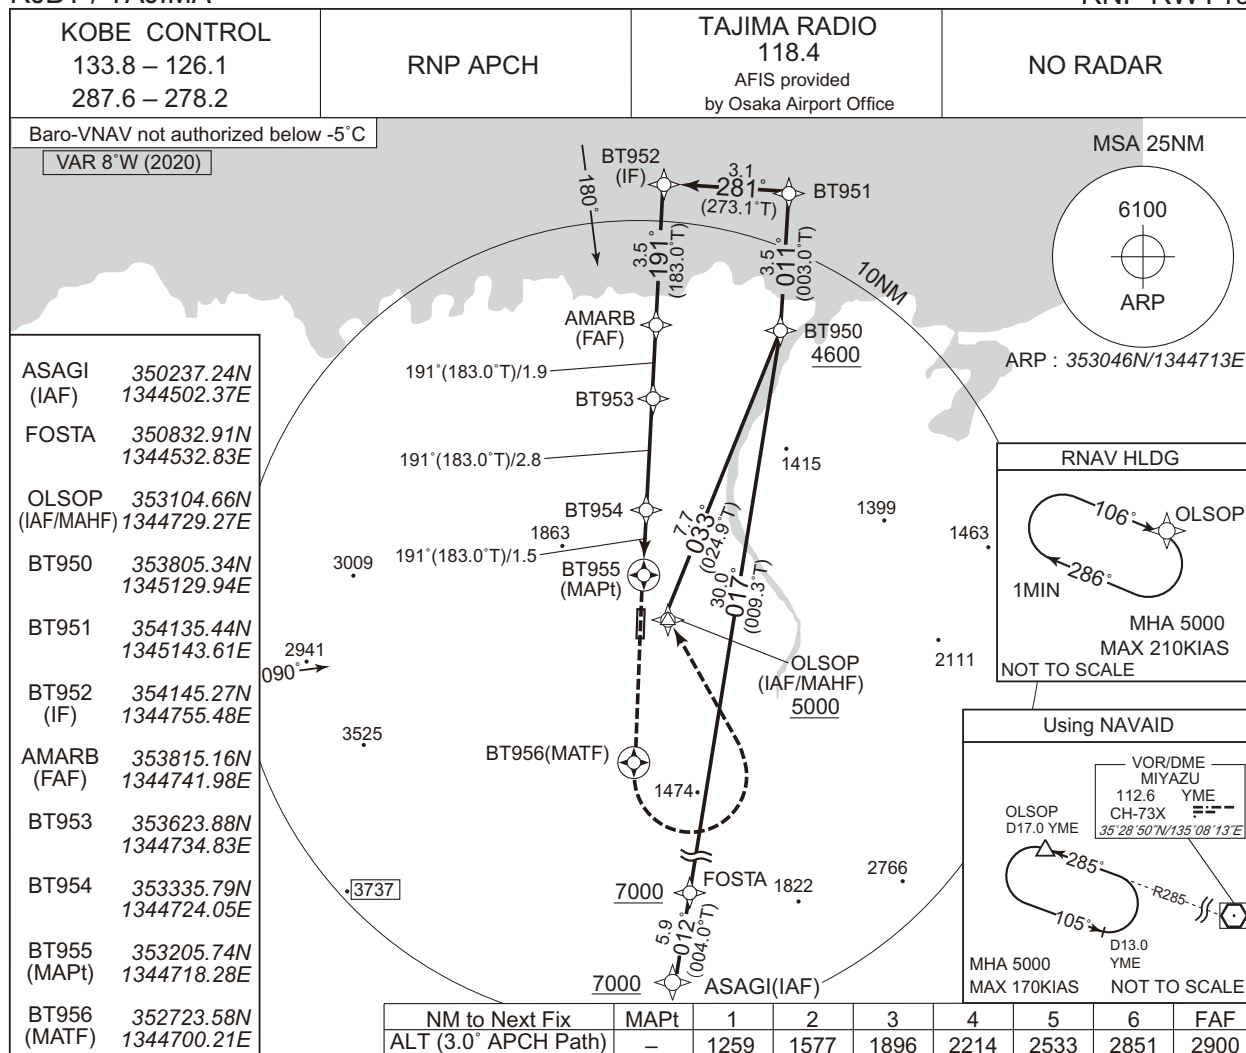 KOBE CONTROL
133.8 – 126.1
287.6 – 278.2
RNP APCH
TAJIMA RADIO
118.4
AFIS provided
by Osaka Airport Office
NO RADAR
Baro-VNAV not authorized below -5˚C
VAR 8˚W (2020)
MSA 25NM
6100
ARP
ARP : 353046N/1344713E
180˚
BT952
(IF)
3.1
281˚
(273.1˚T)
BT951
3.5
191˚
(183.0˚T)
3.5
011˚
(003.0˚T)
10NM
AMARB
(FAF)
BT950
4600
191˚(183.0˚T)/1.9
BT953
191˚(183.0˚T)/2.8
1415
BT954
1399
1863
1463
191˚(183.0˚T)/1.5
3009
BT955
(MAPt)
7.7
033˚
(024.9˚T)
30.0
017˚
(009.3˚T)
2941
090˚
2111
OLSOP
(IAF/MAHF)
5000
3525
BT956(MATF)
1474
3737
7000
FOSTA
1822
2766
5.9
012˚
(004.0˚T)
7000
ASAGI(IAF)
ASAGI 350237.24N
(IAF) 1344502.37E
FOSTA 350832.91N
1344532.83E
OLSOP 353104.66N
(IAF/MAHF) 1344729.27E
BT950 353805.34N
1345129.94E
BT951 354135.44N
1345143.61E
BT952 354145.27N
(IF) 1344755.48E
AMARB 353815.16N
(FAF) 1344741.98E
BT953 353623.88N
1344734.83E
BT954 353335.79N
1344724.05E
BT955 353205.74N
(MAPt) 1344718.28E
BT956 352723.58N
(MATF) 1344700.21E
RNAV HLDG
106˚
OLSOP
286˚
1MIN
MHA 5000
MAX 210KIAS
NOT TO SCALE
Using NAVAID
VOR/DME
MIYAZU
112.6 YME
CH-73X
35˚28´50˝N/135˚08´13˝E
OLSOP
D17.0 YME
285˚
R285
105˚
D13.0
YME
MHA 5000
MAX 170KIAS NOT TO SCALE
NM to Next Fix MAPt 1 2 3 4 5 6 FAF
ALT (3.0˚ APCH Path) – 1259 1577 1896 2214 2533 2851 2900